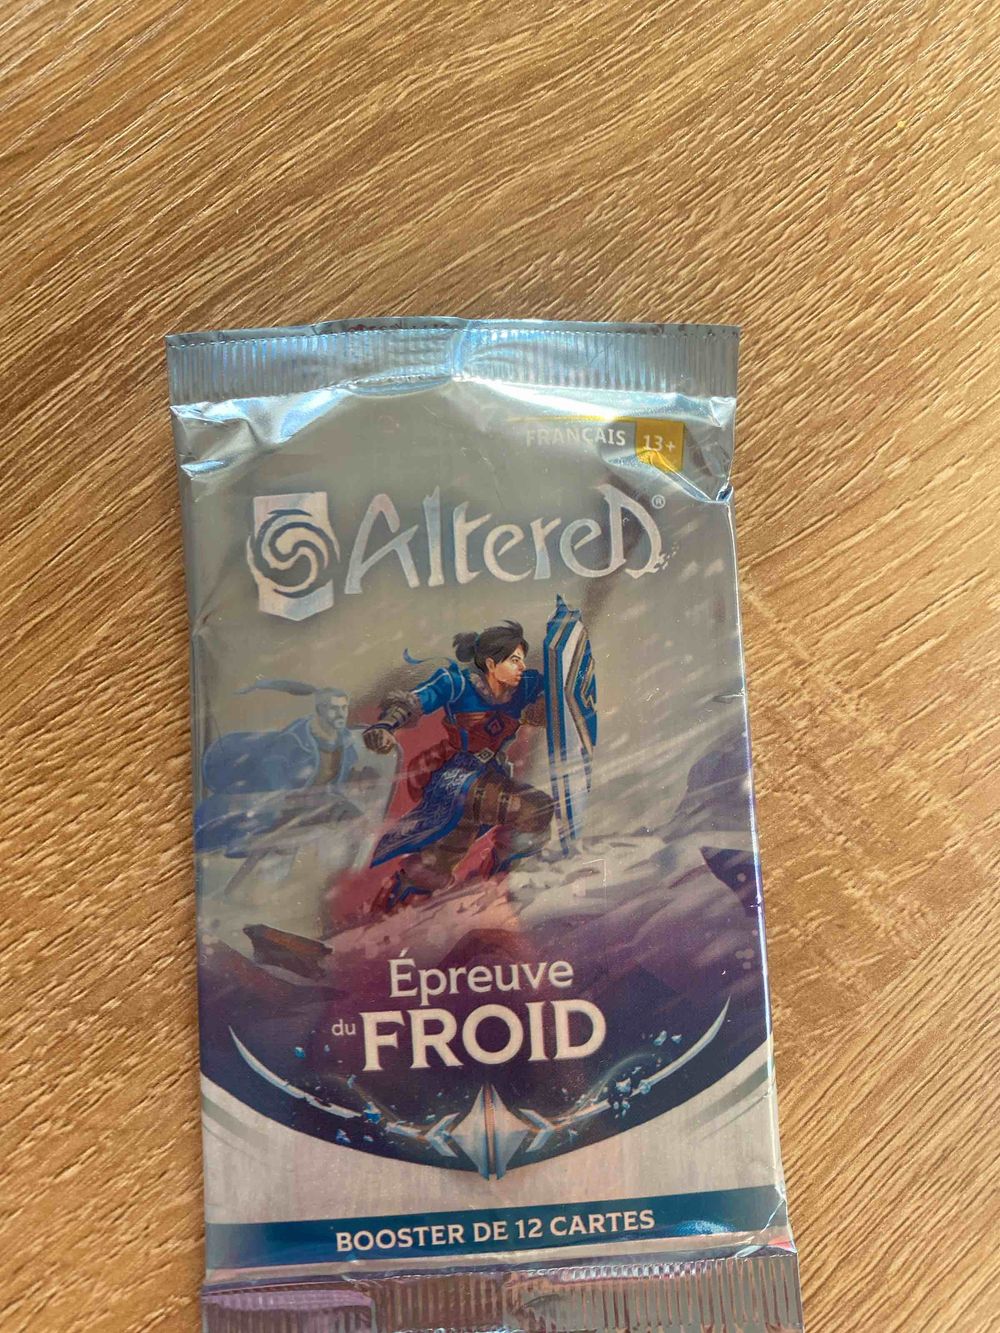 FRANÇAIS 13+
Altered®
Épreuve
du FROID
BOOSTER DE 12 CARTES